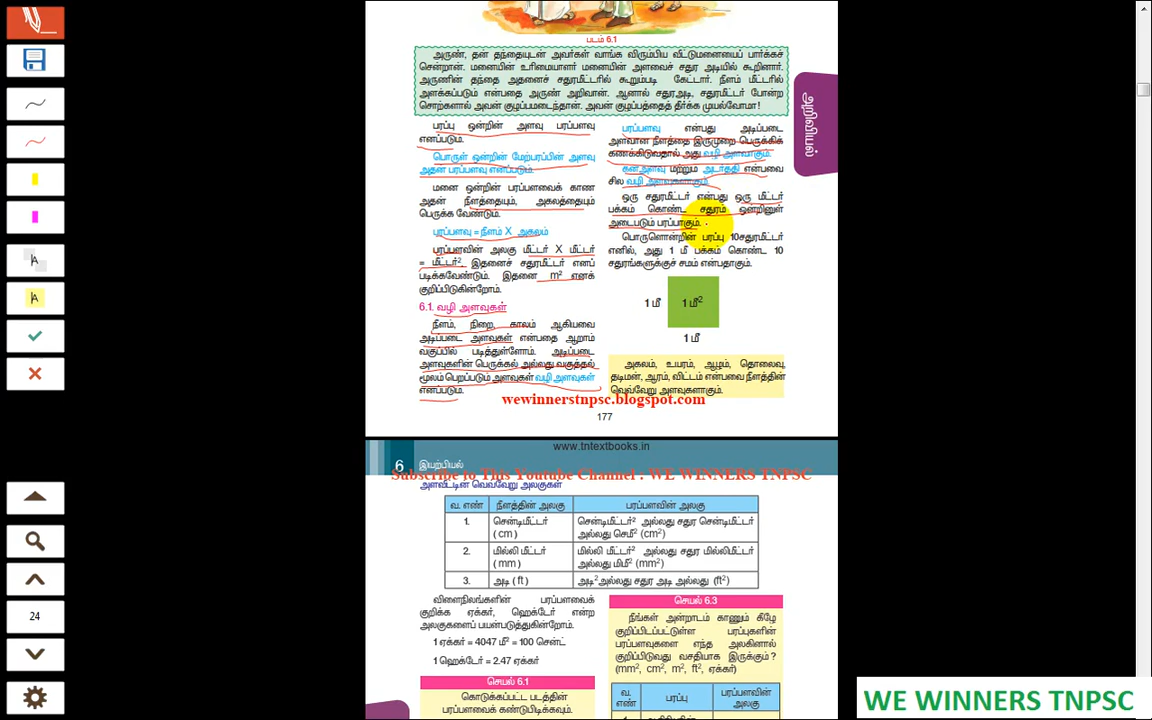 படம் 6.1
அருண், தன் தந்தையுடன் அவர்கள் வாங்க விரும்பிய வீட்டுமனையைப் பார்க்கச்
சென்றான். மனையின் உரிமையாளர் மனையின் அளவைச் சதுர அடியில் கூறினார்.
அருணின் தந்தை அதனைச் சதுரமீட்டரில் கூறும்படி கேட்டார். நீளம் மீட்டரில்
அளக்கப்படும் என்பதை அருண் அறிவான். ஆனால் சதுரஅடி, சதுரமீட்டர் போன்ற
சொற்களால் அவன் குழப்பமடைந்தான். அவன் குழப்பத்தைத் தீர்க்க முயல்வோமா!
அறிவியல்
பரப்பு ஒன்றின் அளவு பரப்பளவு
எனப்படும்.
பொருள் ஒன்றின் மேற்பரப்பின் அளவு
அதன் பரப்பளவு எனப்படும்.
மனை ஒன்றின் பரப்பளவைக் காண
அதன் நீளத்தையும், அகலத்தையும்
பெருக்க வேண்டும்.
பரப்பளவு = நீளம் X அகலம்
பரப்பளவின் அலகு மீட்டர் X மீட்டர்
= மீட்டர்². இதனைச் சதுரமீட்டர் எனப்
படிக்கவேண்டும். இதனை m² எனக்
குறிப்பிடுகின்றோம்.
6.1. வழி அளவுகள்
நீளம், நிறை, காலம் ஆகியவை
அடிப்படை அளவுகள் என்பதை ஆறாம்
வகுப்பில் படித்துள்ளோம். அடிப்படை
அளவுகளின் பெருக்கல் அல்லது வகுத்தல்
மூலம் பெறப்படும் அளவுகள் வழி அளவுகள்
எனப்படும்.
பரப்பளவு என்பது அடிப்படை
அளவான நீளத்தை இருமுறை பெருக்கிக்
கணக்கிடுவதால் அது வழி அளவாகும்.
கனஅளவு மற்றும் அடர்த்தி என்பவை
சில வழி அளவுகளாகும்.
ஒரு சதுரமீட்டர் என்பது ஒரு மீட்டர்
பக்கம் கொண்ட சதுரம் ஒன்றினுள்
அடைபடும் பரப்பாகும்.
பொருளொன்றின் பரப்பு 10சதுரமீட்டர்
எனில், அது 1 மீ பக்கம் கொண்ட 10
சதுரங்களுக்குச் சமம் என்பதாகும்.
1 மீ
1 மீ²
1 மீ
அகலம், உயரம், ஆழம், தொலைவு,
தடிமன், ஆரம், விட்டம் என்பவை நீளத்தின்
வெவ்வேறு அளவுகளாகும்.
wewinnerstnpsc.blogspot.com
177
www.tntextbooks.in
6 இயற்பியல்
Subscribe to This Youtube Channel : WE WINNERS TNPSC
அளவீட்டின் வெவ்வேறு அலகுகள்
வ. எண் நீளத்தின் அலகு பரப்பளவின் அலகு
1. சென்டிமீட்டர் சென்டிமீட்டர்² அல்லது சதுர சென்டிமீட்டர்
(cm) அல்லது செமீ² (cm²)
2. மில்லி மீட்டர் மில்லி மீட்டர்² அல்லது சதுர மில்லிமீட்டர்
(mm) அல்லது மிமீ² (mm²)
3. அடி (ft) அடி²அல்லது சதுர அடி அல்லது (ft²)
விளைநிலங்களின் பரப்பளவைக்
குறிக்க ஏக்கர், ஹெக்டேர் என்ற
அலகுகளைப் பயன்படுத்துகின்றோம்.
1 ஏக்கர் = 4047 மீ² = 100 சென்ட்
1 ஹெக்டேர் = 2.47 ஏக்கர்
செயல் 6.1
கொடுக்கப்பட்ட படத்தின்
பரப்பளவைக் கண்டுபிடிக்கவும்.
செயல் 6.3
நீங்கள் அன்றாடம் காணும் கீழே
குறிப்பிடப்பட்டுள்ள பரப்புகளின்
பரப்பளவுகளை எந்த அலகினால்
குறிப்பிடுவது வசதியாக இருக்கும்?
(mm², cm², m², ft², ஏக்கர்)
வ. எண் பரப்பு பரப்பளவின் அலகு
24
WE WINNERS TNPSC